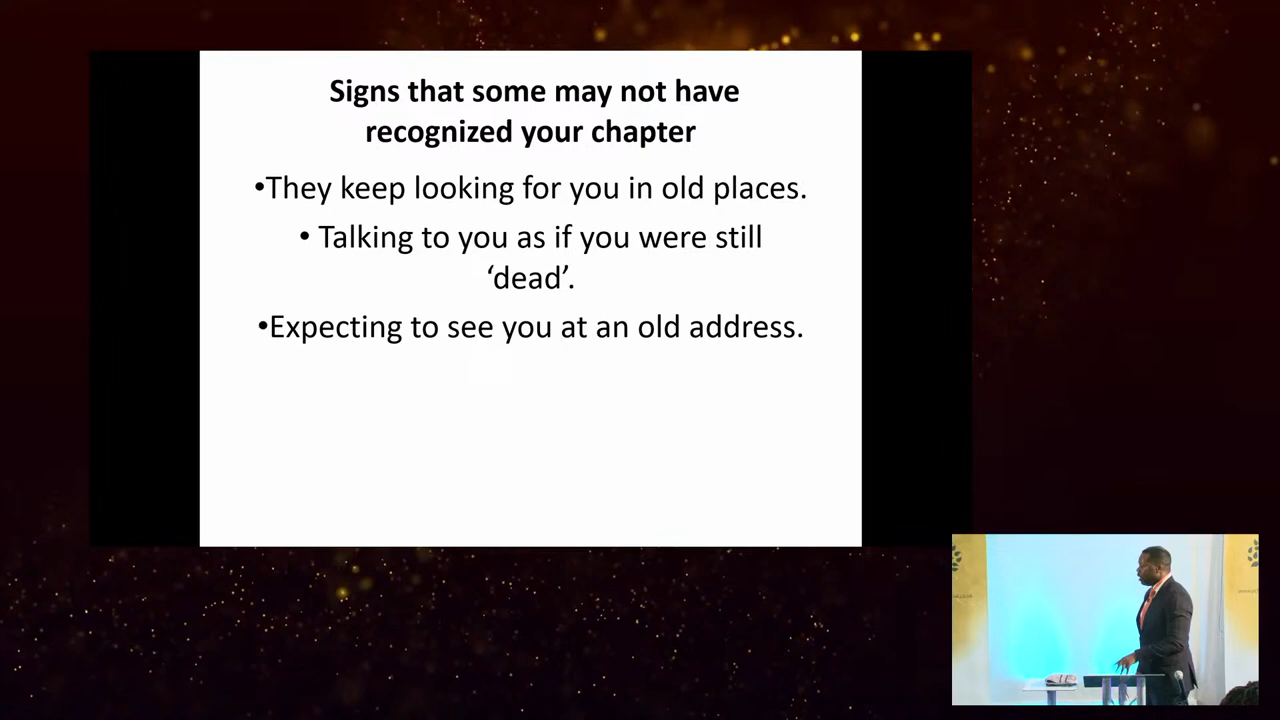 Signs that some may not have
recognized your chapter
•They keep looking for you in old places.
• Talking to you as if you were still
‘dead’.
•Expecting to see you at an old address.